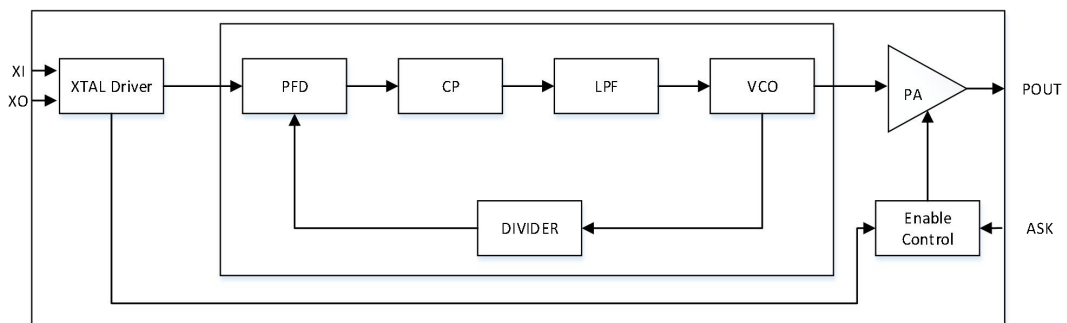 XI
XO
XTAL Driver
PFD
CP
LPF
VCO
PA
POUT
DIVIDER
Enable
Control
ASK